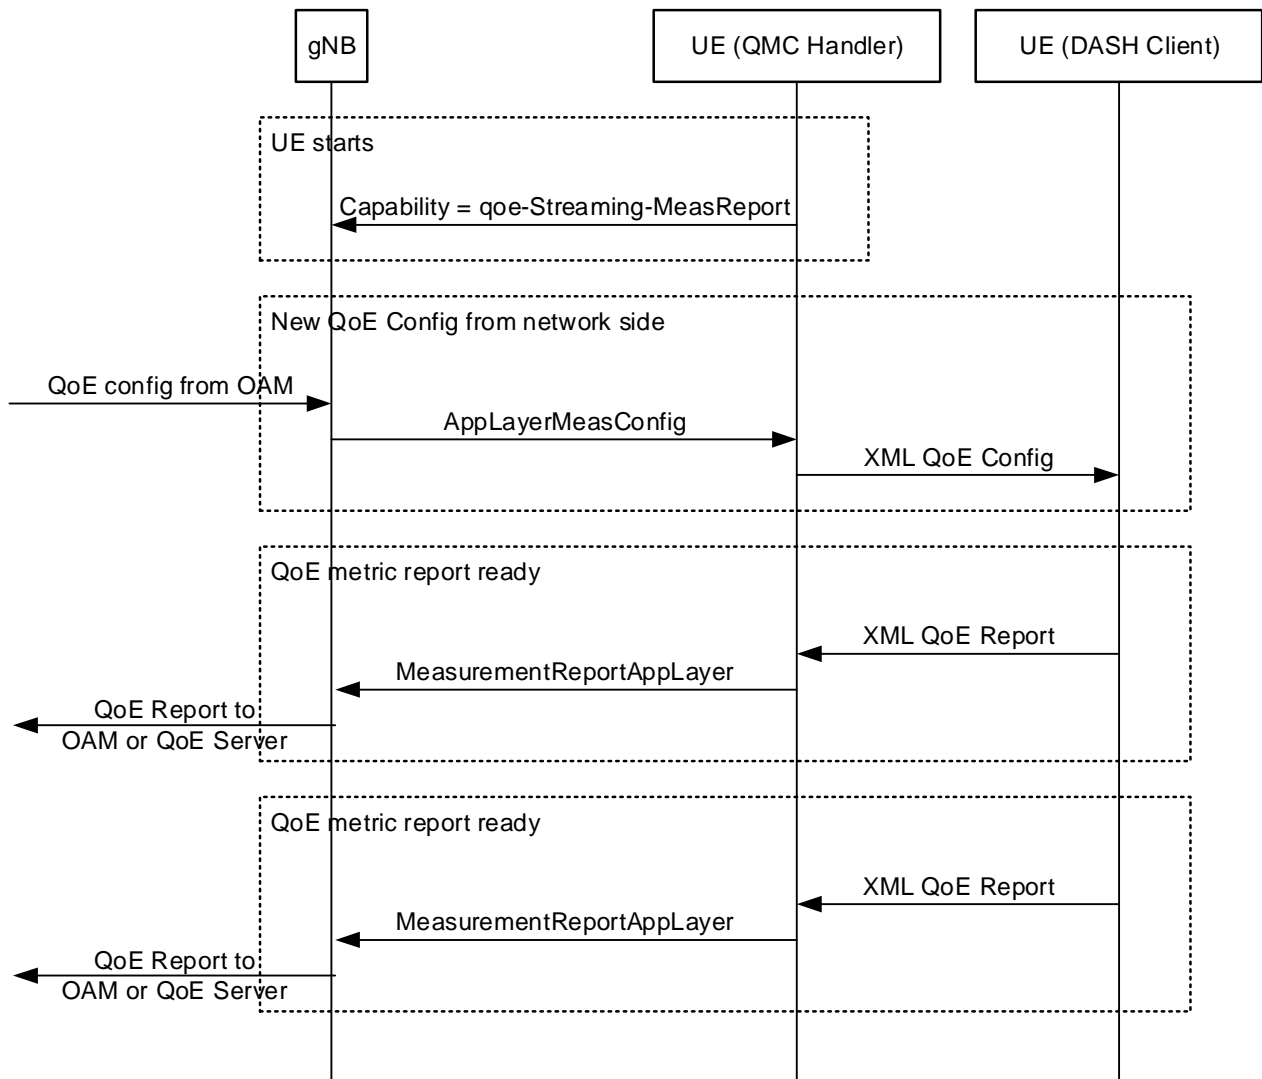 gNB
UE (QMC Handler)
UE (DASH Client)
UE starts
Capability = qoe-Streaming-MeasReport
New QoE Config from network side
QoE config from OAM
AppLayerMeasConfig
XML QoE Config
QoE metric report ready
XML QoE Report
MeasurementReportAppLayer
QoE Report to
OAM or QoE Server
QoE metric report ready
XML QoE Report
MeasurementReportAppLayer
QoE Report to
OAM or QoE Server